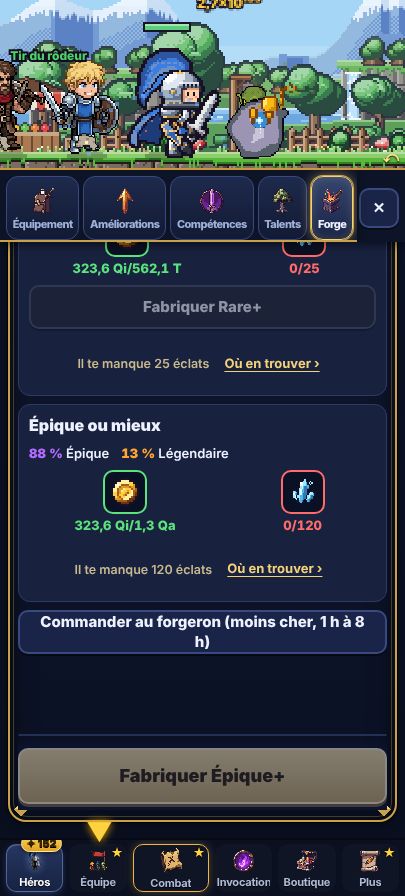 Tir du rôdeur
Équipement
Améliorations
Compétences
Talents
Forge
×
323,6 Qi/562,1 T
0/25
Fabriquer Rare+
Il te manque 25 éclats
Où en trouver ›
Épique ou mieux
88 % Épique 13 % Légendaire
323,6 Qi/1,3 Qa
0/120
Il te manque 120 éclats
Où en trouver ›
Commander au forgeron (moins cher, 1 h à 8
h)
Fabriquer Épique+
Héros
Équipe
Combat
Invocation
Boutique
Plus